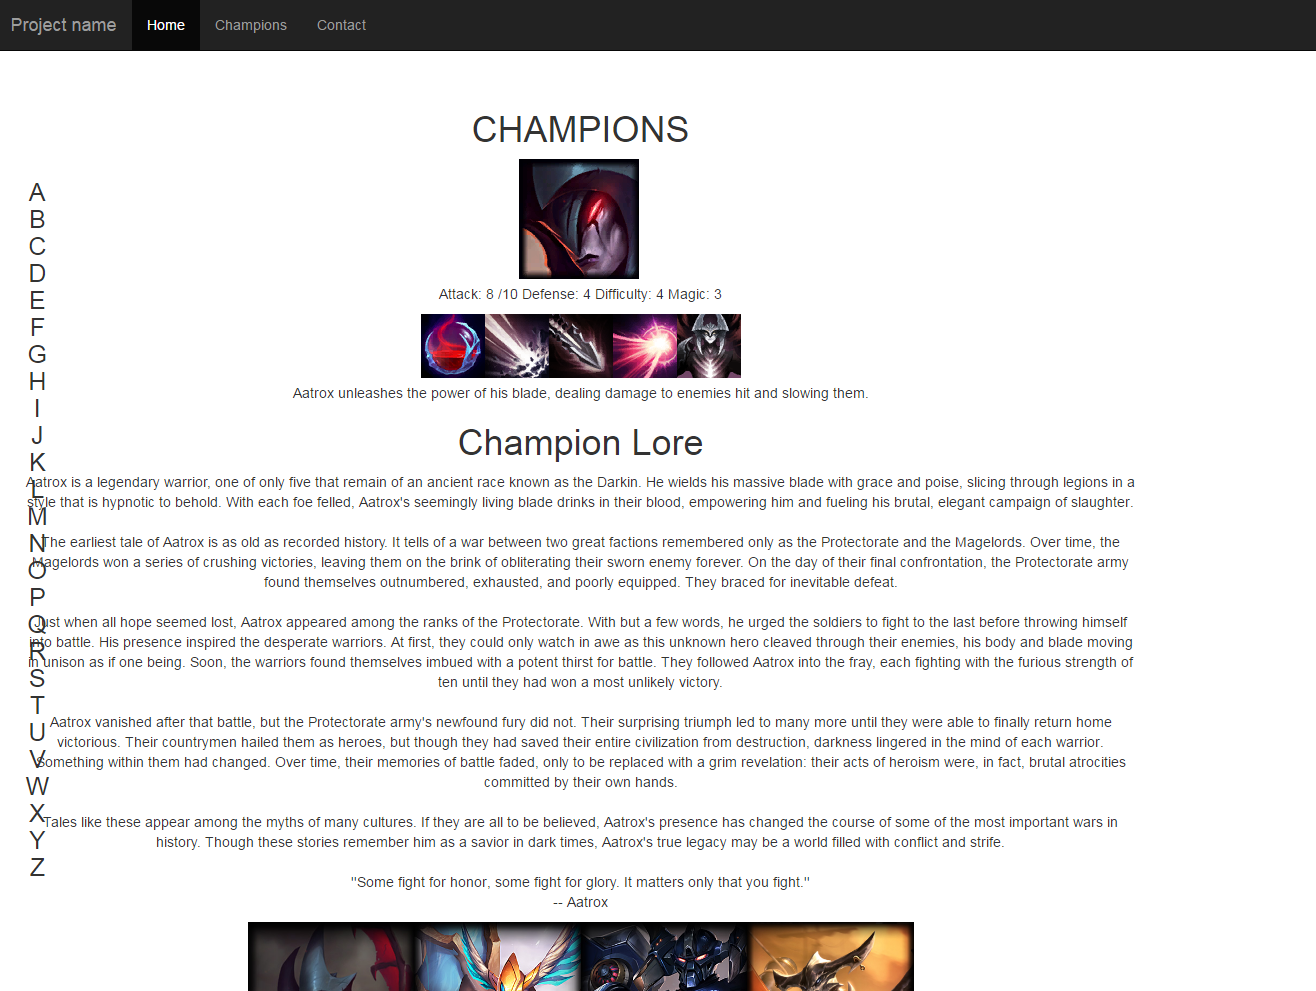 Project name Home Champions Contact
CHAMPIONS
A
B
C
D
E
F
G
H
I
J
K
L
M
N
O
P
Q
R
S
T
U
V
W
X
Y
Z
Attack: 8 /10 Defense: 4 Difficulty: 4 Magic: 3
Aatrox unleashes the power of his blade, dealing damage to enemies hit and slowing them.
Champion Lore
Aatrox is a legendary warrior, one of only five that remain of an ancient race known as the Darkin. He wields his massive blade with grace and poise, slicing through legions in a
style that is hypnotic to behold. With each foe felled, Aatrox's seemingly living blade drinks in their blood, empowering him and fueling his brutal, elegant campaign of slaughter.
The earliest tale of Aatrox is as old as recorded history. It tells of a war between two great factions remembered only as the Protectorate and the Magelords. Over time, the
Magelords won a series of crushing victories, leaving them on the brink of obliterating their sworn enemy forever. On the day of their final confrontation, the Protectorate army
found themselves outnumbered, exhausted, and poorly equipped. They braced for inevitable defeat.
Just when all hope seemed lost, Aatrox appeared among the ranks of the Protectorate. With but a few words, he urged the soldiers to fight to the last before throwing himself
into battle. His presence inspired the desperate warriors. At first, they could only watch in awe as this unknown hero cleaved through their enemies, his body and blade moving
in unison as if one being. Soon, the warriors found themselves imbued with a potent thirst for battle. They followed Aatrox into the fray, each fighting with the furious strength of
ten until they had won a most unlikely victory.
Aatrox vanished after that battle, but the Protectorate army's newfound fury did not. Their surprising triumph led to many more until they were able to finally return home
victorious. Their countrymen hailed them as heroes, but though they had saved their entire civilization from destruction, darkness lingered in the mind of each warrior.
Something within them had changed. Over time, their memories of battle faded, only to be replaced with a grim revelation: their acts of heroism were, in fact, brutal atrocities
committed by their own hands.
Tales like these appear among the myths of many cultures. If they are all to be believed, Aatrox's presence has changed the course of some of the most important wars in
history. Though these stories remember him as a savior in dark times, Aatrox's true legacy may be a world filled with conflict and strife.
"Some fight for honor, some fight for glory. It matters only that you fight."
-- Aatrox